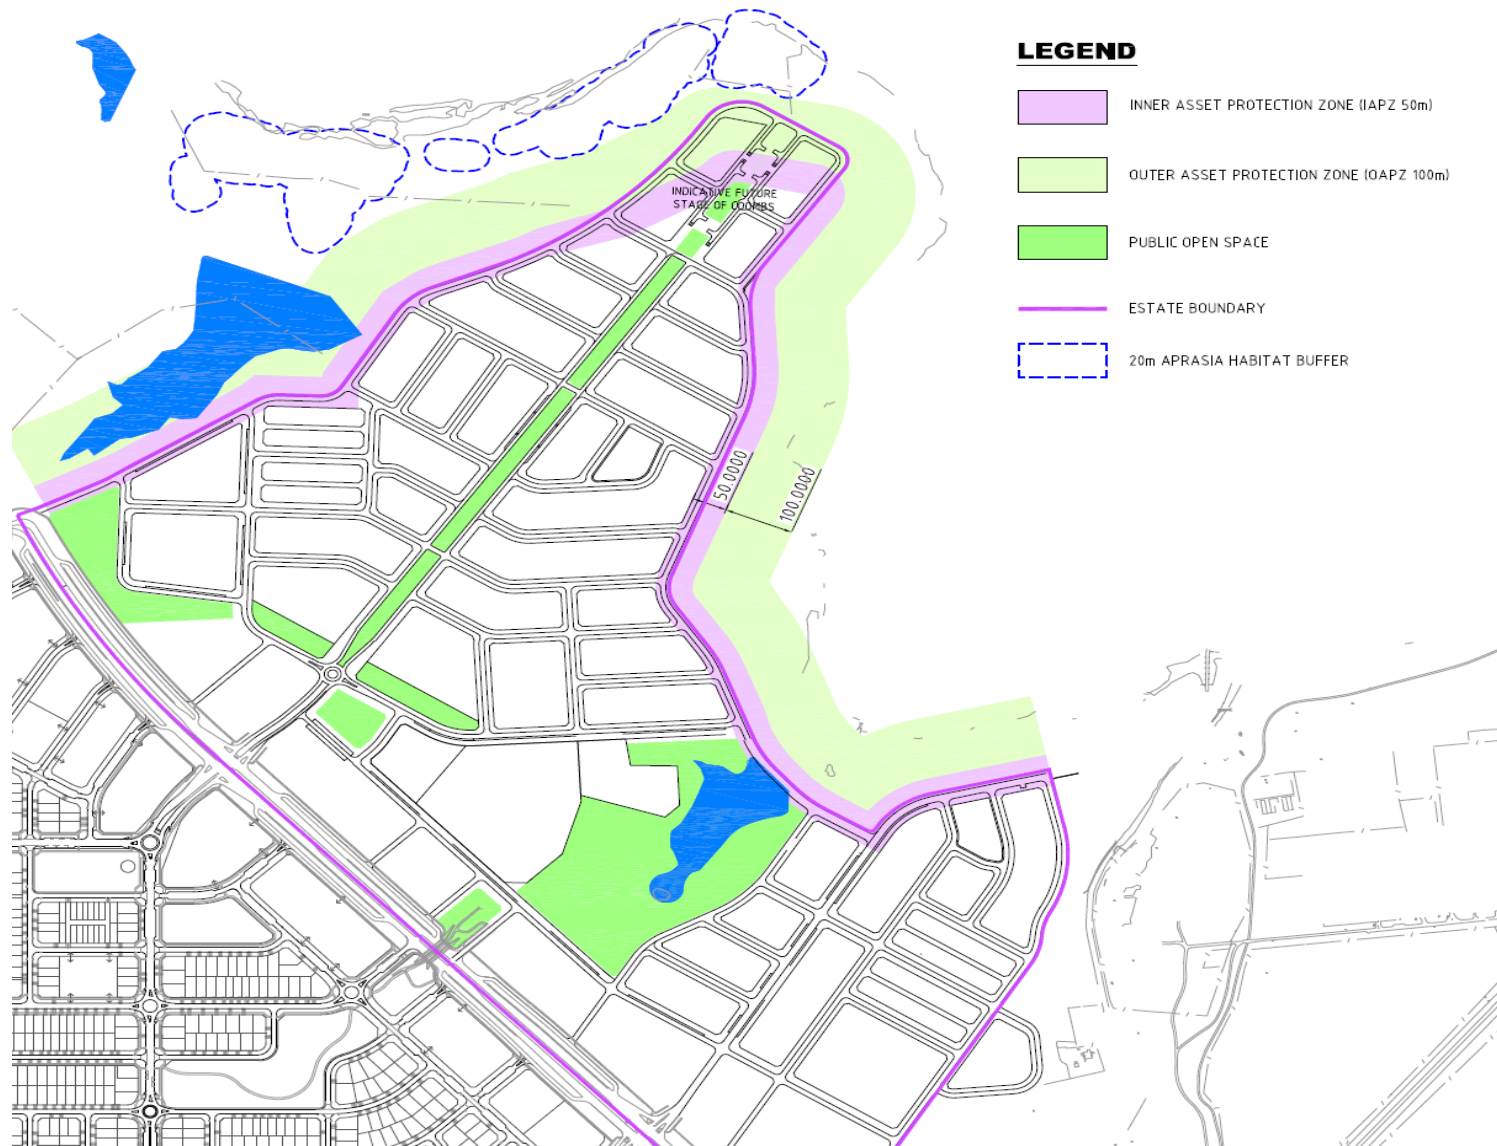 LEGEND
INNER ASSET PROTECTION ZONE (IAPZ 50m)
OUTER ASSET PROTECTION ZONE (OAPZ 100m)
PUBLIC OPEN SPACE
ESTATE BOUNDARY
20m APRASIA HABITAT BUFFER
INDICATIVE FUTURE
STAGE OF COOMBS
50.0000
100.0000